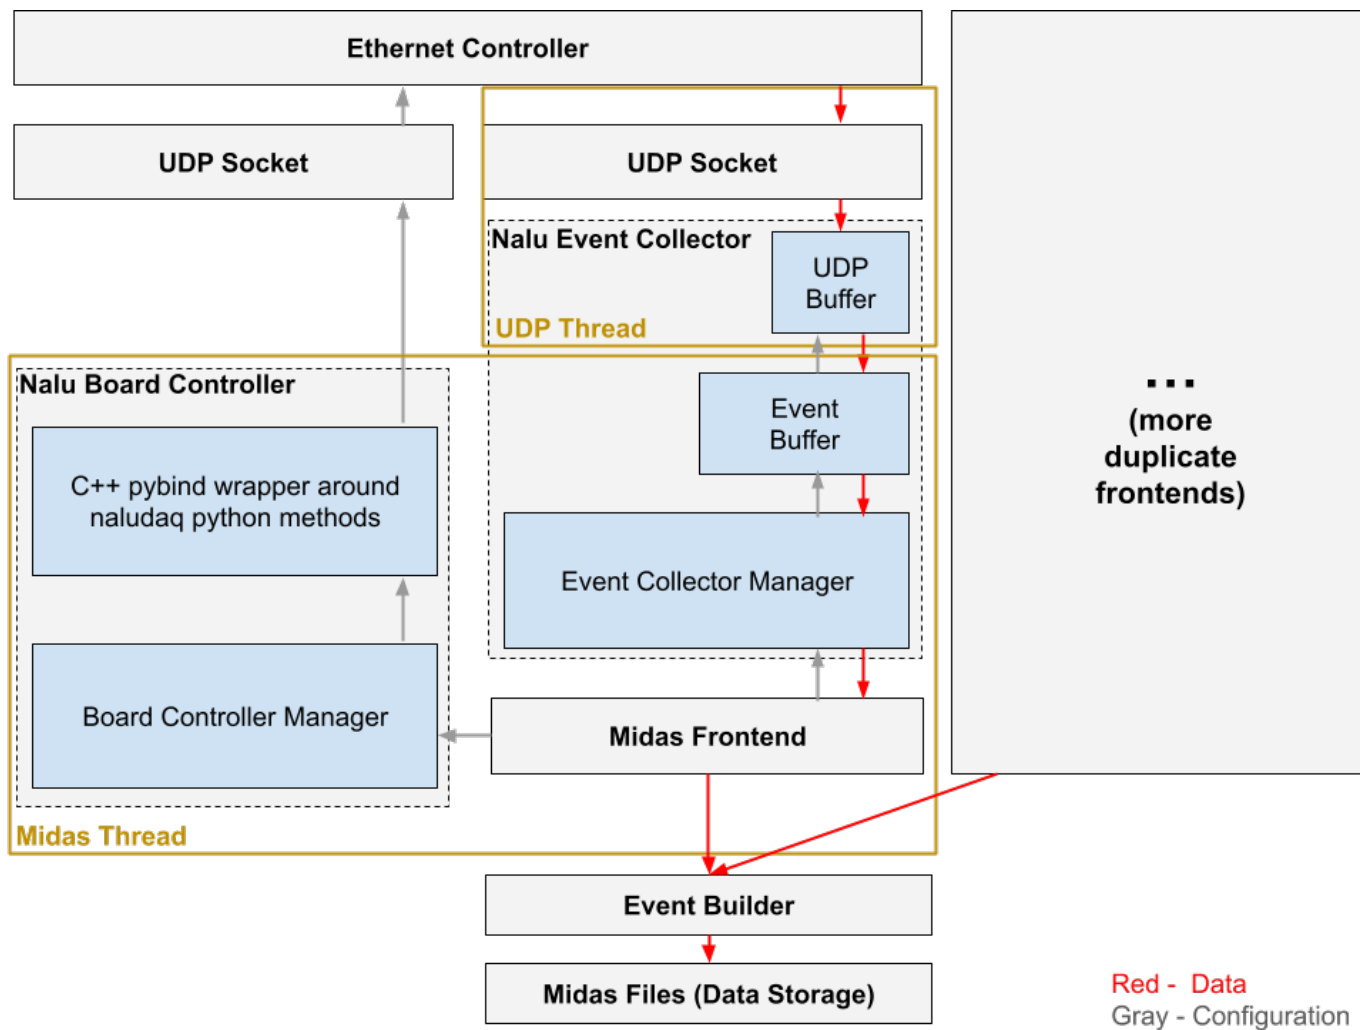 Ethernet Controller
UDP Socket
UDP Socket
Nalu Event Collector
UDP
Buffer
UDP Thread
Nalu Board Controller
Event
Buffer
C++ pybind wrapper around
naludaq python methods
Event Collector Manager
Board Controller Manager
Midas Frontend
Midas Thread
...
(more
duplicate
frontends)
Event Builder
Midas Files (Data Storage)
Red - Data
Gray - Configuration